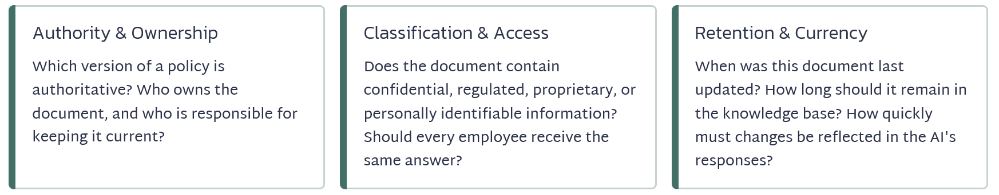 Authority & Ownership
Which version of a policy is
authoritative? Who owns the
document, and who is responsible for
keeping it current?
Classification & Access
Does the document contain
confidential, regulated, proprietary, or
personally identifiable information?
Should every employee receive the
same answer?
Retention & Currency
When was this document last
updated? How long should it remain in
the knowledge base? How quickly
must changes be reflected in the AI's
responses?